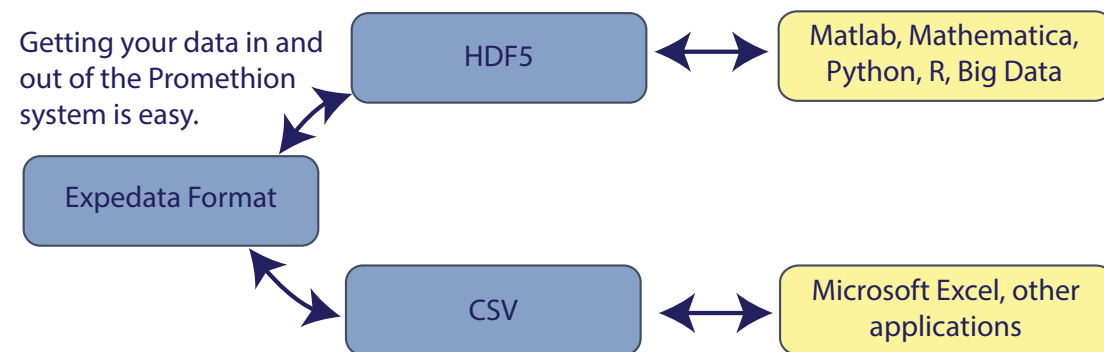 Getting your data in and
out of the Promethion
system is easy.
HDF5
Matlab, Mathematica,
Python, R, Big Data
Expedata Format
CSV
Microsoft Excel, other
applications